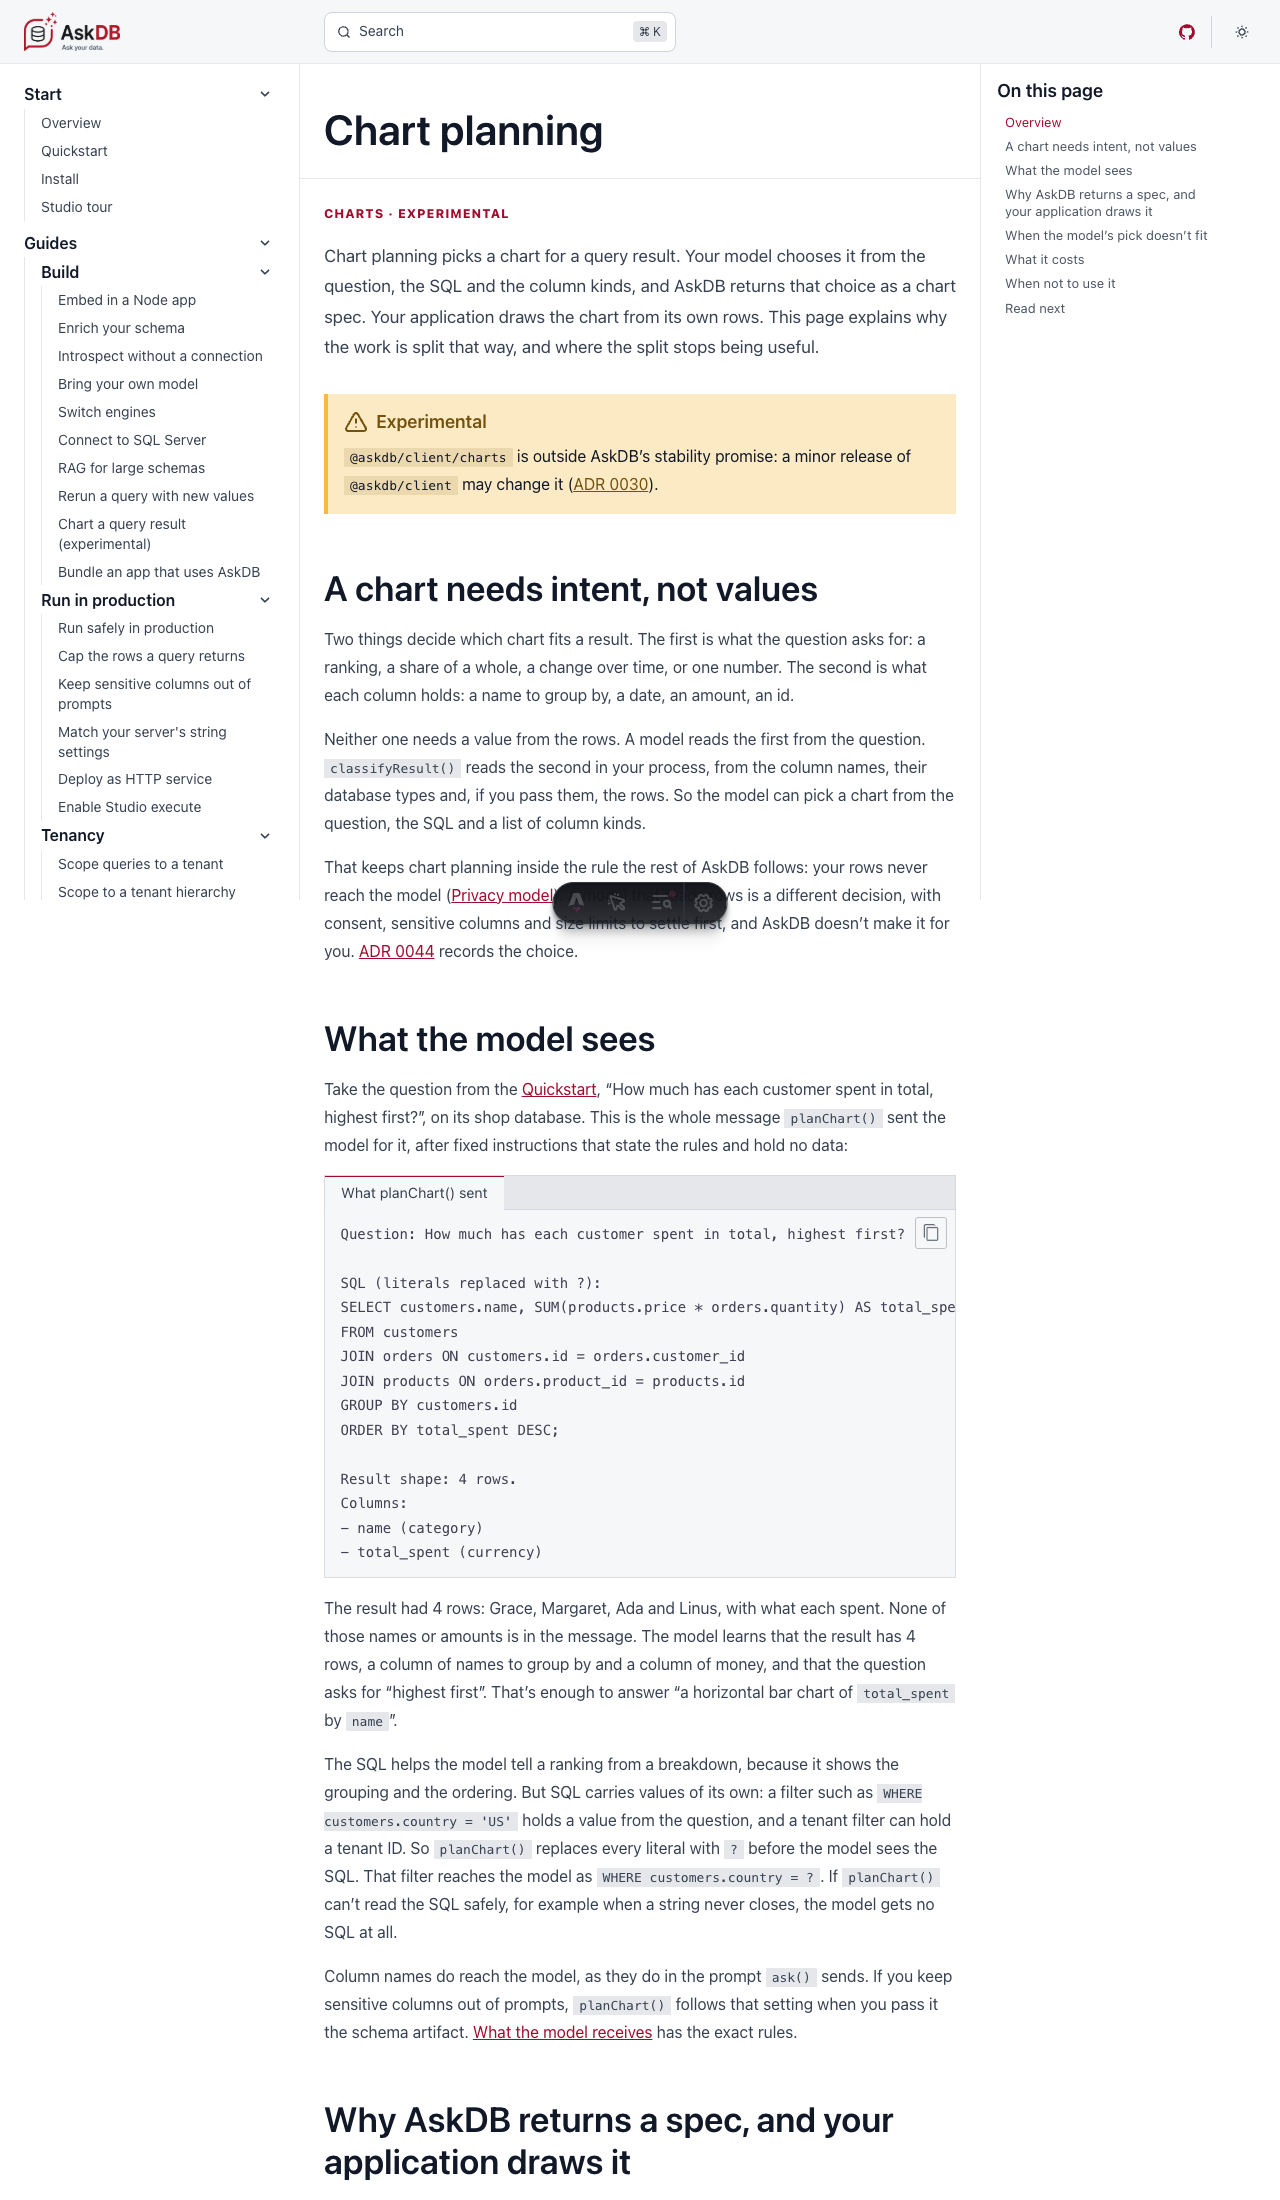 AskDB
Ask your data.
Search
⌘ K
Start
Overview
Quickstart
Install
Studio tour
Guides
Build
Embed in a Node app
Enrich your schema
Introspect without a connection
Bring your own model
Switch engines
Connect to SQL Server
RAG for large schemas
Rerun a query with new values
Chart a query result
(experimental)
Bundle an app that uses AskDB
Run in production
Run safely in production
Cap the rows a query returns
Keep sensitive columns out of
prompts
Match your server's string
settings
Deploy as HTTP service
Enable Studio execute
Tenancy
Scope queries to a tenant
Scope to a tenant hierarchy
Chart planning
CHARTS · EXPERIMENTAL
Chart planning picks a chart for a query result. Your model chooses it from the
question, the SQL and the column kinds, and AskDB returns that choice as a chart
spec. Your application draws the chart from its own rows. This page explains why
the work is split that way, and where the split stops being useful.
Experimental
@askdb/client/charts is outside AskDB’s stability promise: a minor release of
@askdb/client may change it (ADR 0030).
A chart needs intent, not values
Two things decide which chart fits a result. The first is what the question asks for: a
ranking, a share of a whole, a change over time, or one number. The second is what
each column holds: a name to group by, a date, an amount, an id.
Neither one needs a value from the rows. A model reads the first from the question.
classifyResult() reads the second in your process, from the column names, their
database types and, if you pass them, the rows. So the model can pick a chart from the
question, the SQL and a list of column kinds.
That keeps chart planning inside the rule the rest of AskDB follows: your rows never
reach the model (Privacy model) rows is a different decision, with
consent, sensitive columns and size limits to settle first, and AskDB doesn’t make it for
you. ADR 0044 records the choice.
What the model sees
Take the question from the Quickstart, “How much has each customer spent in total,
highest first?”, on its shop database. This is the whole message planChart() sent the
model for it, after fixed instructions that state the rules and hold no data:
What planChart() sent
Question: How much has each customer spent in total, highest first?
SQL (literals replaced with ?):
SELECT customers.name, SUM(products.price * orders.quantity) AS total_spe
FROM customers
JOIN orders ON customers.id = orders.customer_id
JOIN products ON orders.product_id = products.id
GROUP BY customers.id
ORDER BY total_spent DESC;
Result shape: 4 rows.
Columns:
– name (category)
– total_spent (currency)
The result had 4 rows: Grace, Margaret, Ada and Linus, with what each spent. None of
those names or amounts is in the message. The model learns that the result has 4
rows, a column of names to group by and a column of money, and that the question
asks for “highest first”. That’s enough to answer “a horizontal bar chart of total_spent
by name”.
The SQL helps the model tell a ranking from a breakdown, because it shows the
grouping and the ordering. But SQL carries values of its own: a filter such as WHERE
customers.country = 'US' holds a value from the question, and a tenant filter can hold
a tenant ID. So planChart() replaces every literal with ? before the model sees the
SQL. That filter reaches the model as WHERE customers.country = ?. If planChart()
can’t read the SQL safely, for example when a string never closes, the model gets no
SQL at all.
Column names do reach the model, as they do in the prompt ask() sends. If you keep
sensitive columns out of prompts, planChart() follows that setting when you pass it
the schema artifact. What the model receives has the exact rules.
Why AskDB returns a spec, and your
application draws it
On this page
Overview
A chart needs intent, not values
What the model sees
Why AskDB returns a spec, and
your application draws it
When the model’s pick doesn’t fit
What it costs
When not to use it
Read next